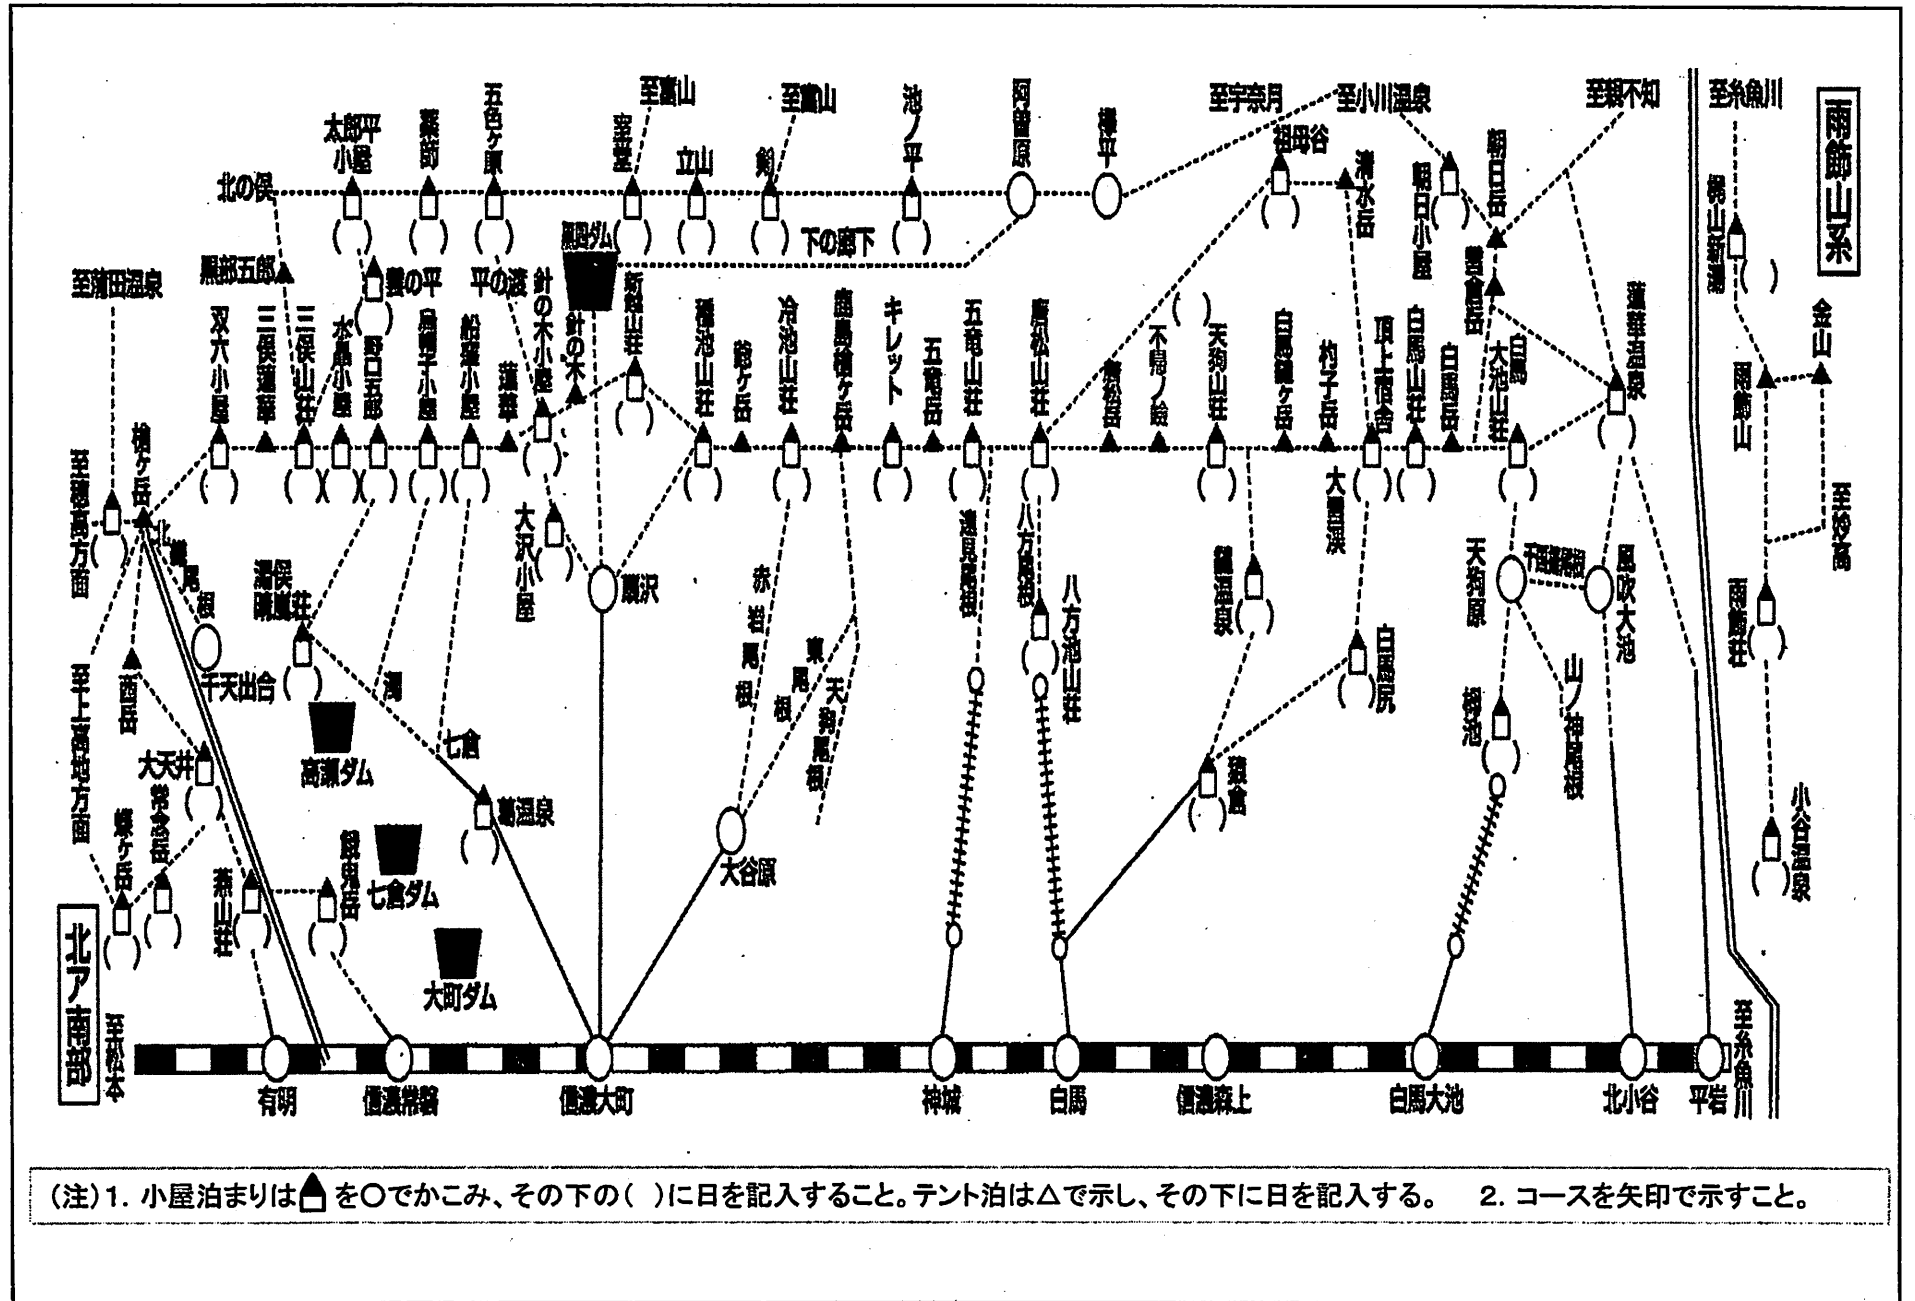 至富山
至富山
至宇奈月
至小川温泉
至親不知
至糸魚川
雨飾山系
太郎平
小屋
薬師
五色ヶ原
室堂
立山
剣
池ノ平
阿曽原
欅平
祖母谷
清水岳
朝日小屋
朝日岳
梶山新湯
北の俣
黒部五郎
雲の平
平の渡
黒四ダム
下の廊下
雪倉岳
蓮華温泉
金山
雨飾山
至妙高
至蒲田温泉
双六小屋
三俣蓮華
三俣山荘
水晶小屋
野口五郎
烏帽子小屋
船窪小屋
蓮華
針の木小屋
針の木
新越山荘
種池山荘
爺ヶ岳
冷池山荘
鹿島槍ヶ岳
キレット
五竜岳
五竜山荘
唐松山荘
唐松岳
不帰ノ嶮
天狗山荘
白馬鑓ヶ岳
杓子岳
頂上宿舎
白馬山荘
白馬岳
白馬
大池山荘
槍ヶ岳
至穂高方面
北鎌尾根
千天出合
湯俣
晴嵐荘
大沢小屋
扇沢
赤岩尾根
東尾根
天狗尾根
遠見尾根
八方尾根
八方池山荘
鑓温泉
大雪渓
白馬尻
猿倉
天狗原
千国揚尾根
風吹大池
山ノ神尾根
栂池
雨飾荘
小谷温泉
至上高地方面
西岳
大天井
常念岳
蝶ヶ岳
燕山荘
餓鬼岳
濁
七倉
高瀬ダム
葛温泉
七倉ダム
大町ダム
大谷原
北ア南部
至松本
有明
信濃常盤
信濃大町
神城
白馬
信濃森上
白馬大池
北小谷
平岩
至糸魚川
(注)1. 小屋泊まりは を○でかこみ、その下の( )に日を記入すること。テント泊は△で示し、その下に日を記入する。 2. コースを矢印で示すこと。